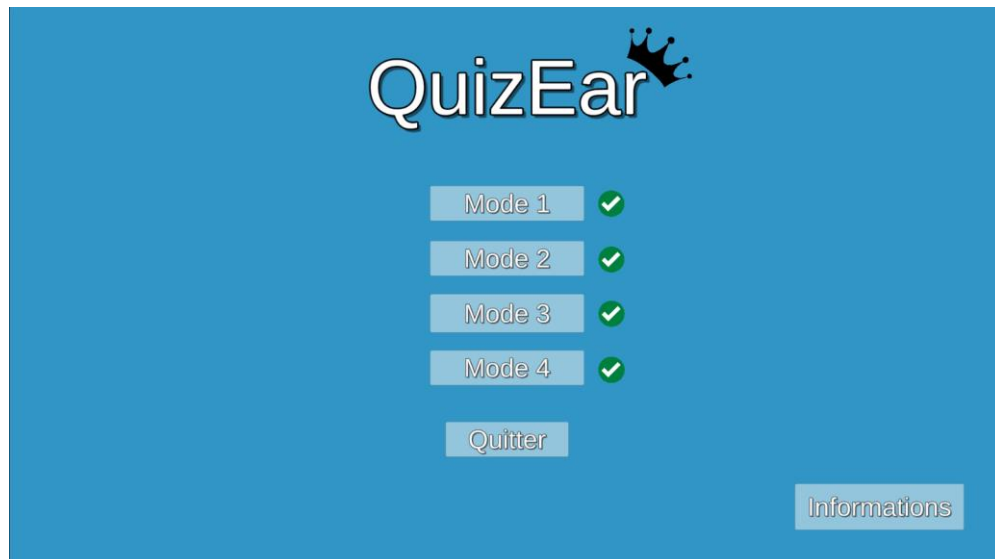 QuizEar
Mode 1
Mode 2
Mode 3
Mode 4
Quitter
Informations